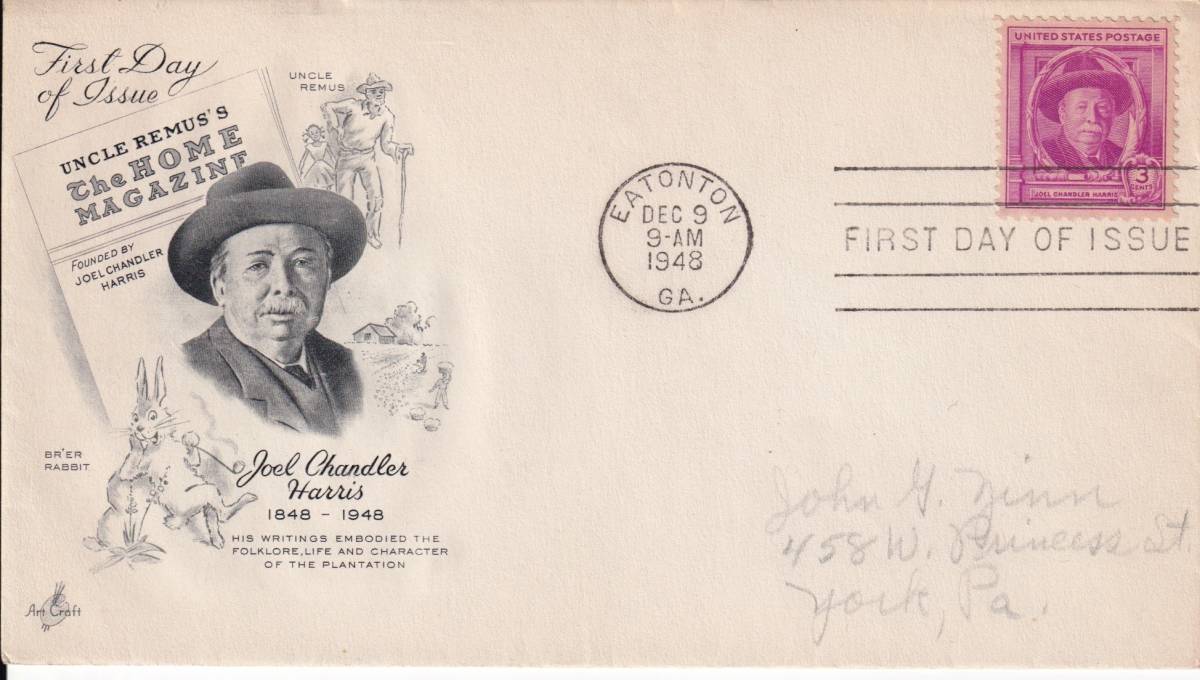 First Day
of Issue
UNCLE REMUS'S
The HOME
MAGAZINE
FOUNDED BY
JOEL CHANDLER
HARRIS
UNCLE
REMUS
BR'ER
RABBIT
Joel Chandler
Harris
1848 - 1948
HIS WRITINGS EMBODIED THE
FOLKLORE, LIFE AND CHARACTER
OF THE PLANTATION
Art Craft
EATONTON
DEC 9
9-AM
1948
GA.
UNITED STATES POSTAGE
3
CENTS
JOEL CHANDLER HARRIS
FIRST DAY OF ISSUE
John G. Zinn
458 W. Princess St.
York, Pa.